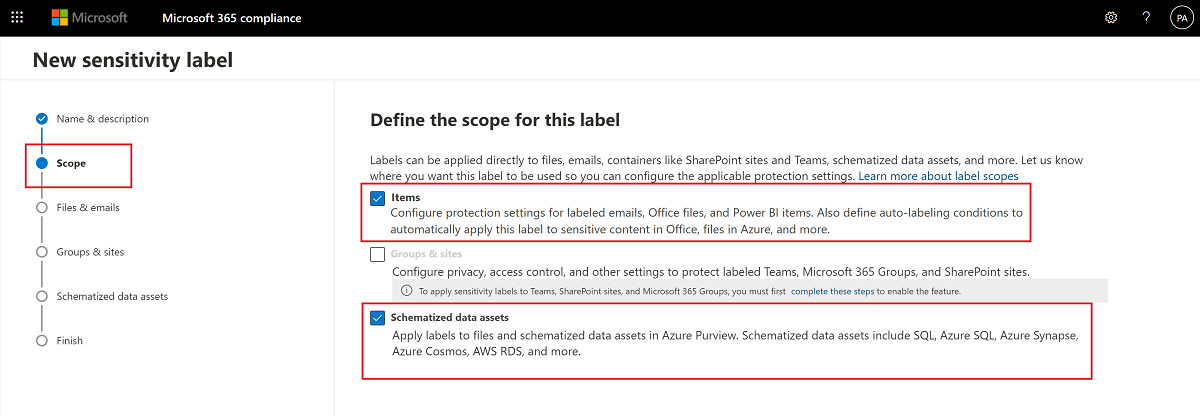 Microsoft
Microsoft 365 compliance
?
PA
New sensitivity label
Name & description
Scope
Files & emails
Groups & sites
Schematized data assets
Finish
Define the scope for this label
Labels can be applied directly to files, emails, containers like SharePoint sites and Teams, schematized data assets, and more. Let us know
where you want this label to be used so you can configure the applicable protection settings. Learn more about label scopes
Items
Configure protection settings for labeled emails, Office files, and Power BI items. Also define auto-labeling conditions to
automatically apply this label to sensitive content in Office, files in Azure, and more.
Groups & sites
Configure privacy, access control, and other settings to protect labeled Teams, Microsoft 365 Groups, and SharePoint sites.
To apply sensitivity labels to Teams, SharePoint sites, and Microsoft 365 Groups, you must first complete these steps to enable the feature.
Schematized data assets
Apply labels to files and schematized data assets in Azure Purview. Schematized data assets include SQL, Azure SQL, Azure Synapse,
Azure Cosmos, AWS RDS, and more.